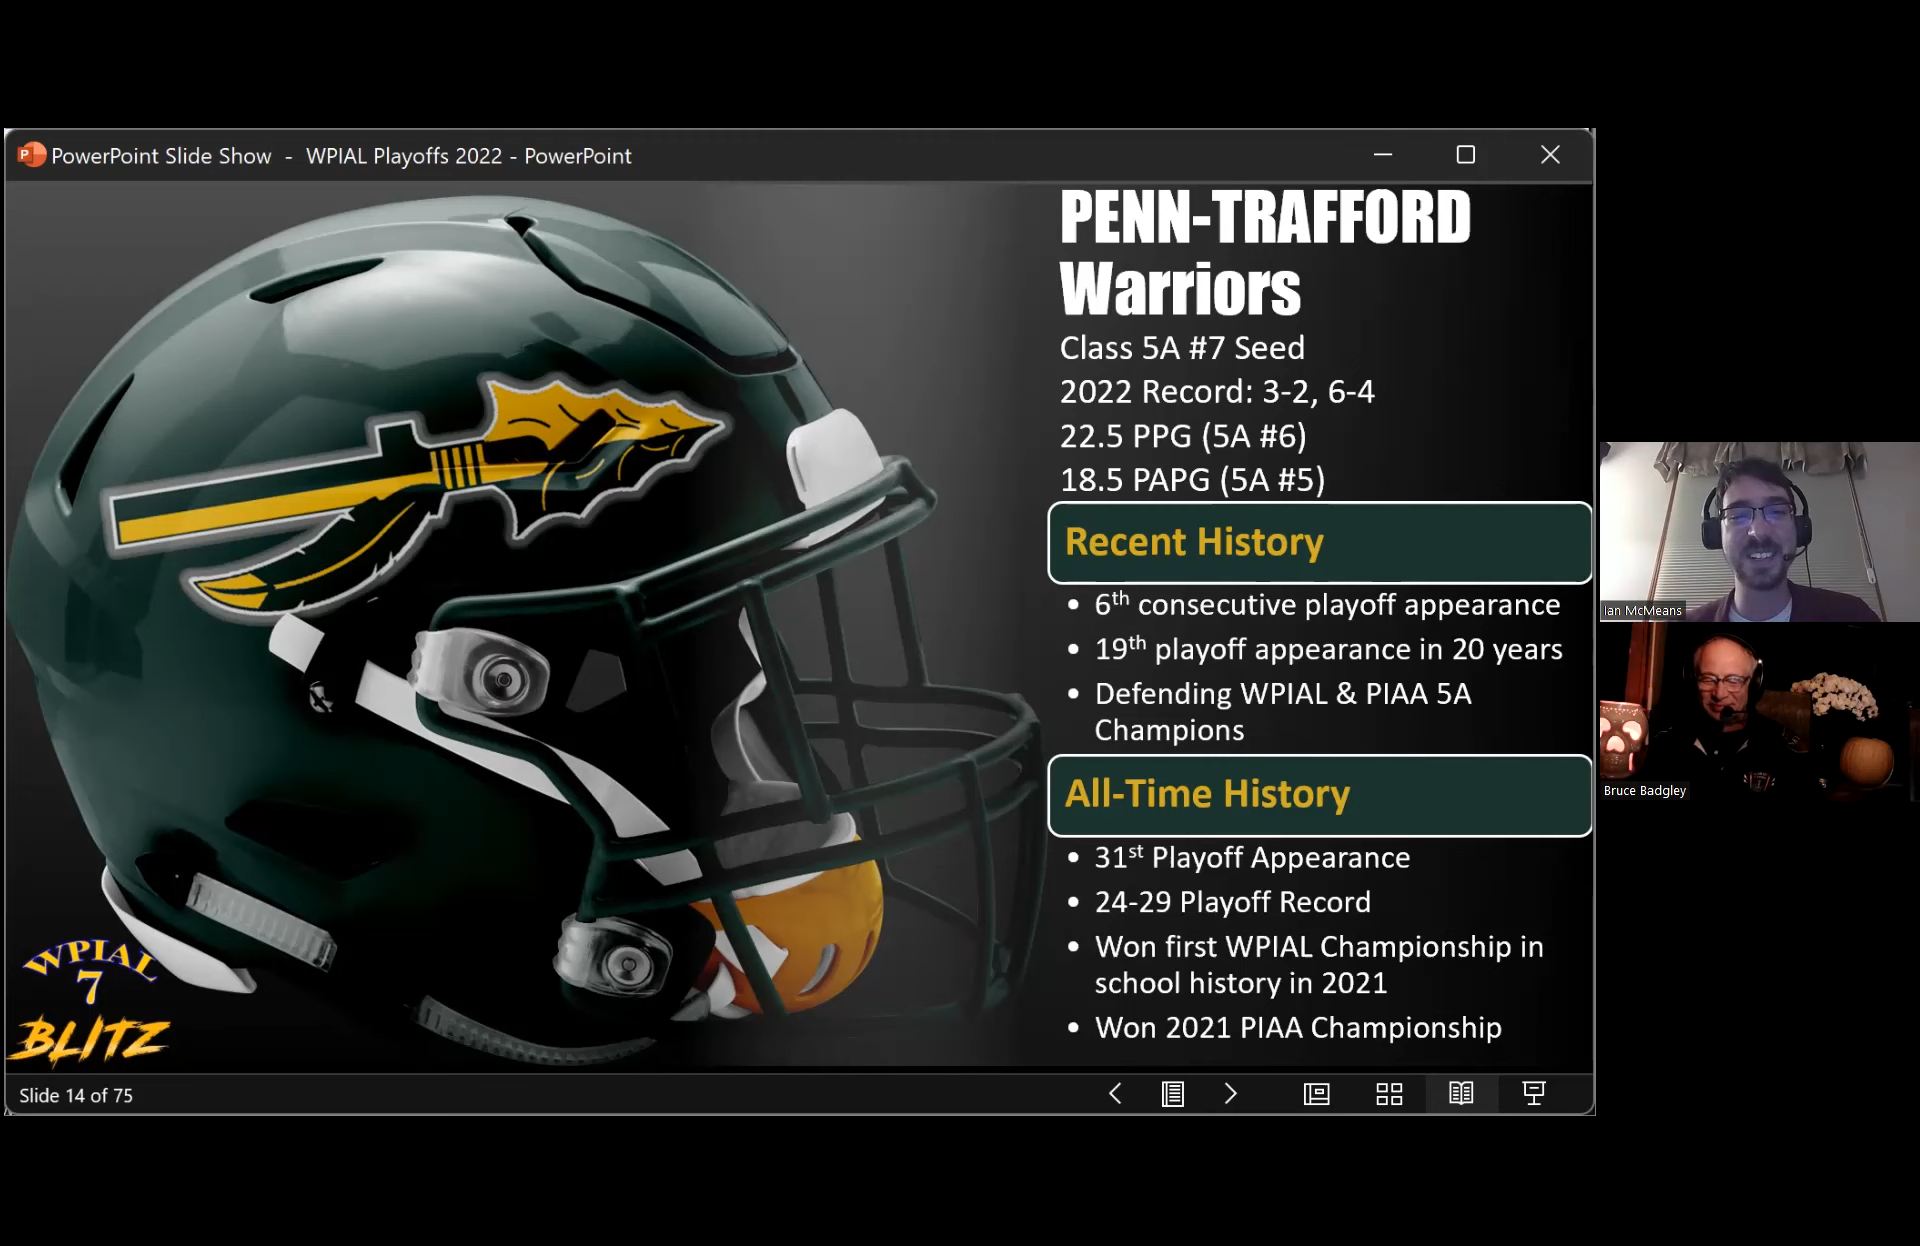 PowerPoint Slide Show - WPIAL Playoffs 2022 - PowerPoint
PENN-TRAFFORD
Warriors
Class 5A #7 Seed
2022 Record: 3-2, 6-4
22.5 PPG (5A #6)
18.5 PAPG (5A #5)
Recent History
• 6th consecutive playoff appearance
• 19th playoff appearance in 20 years
• Defending WPIAL & PIAA 5A
Champions
All-Time History
• 31st Playoff Appearance
• 24-29 Playoff Record
• Won first WPIAL Championship in
school history in 2021
• Won 2021 PIAA Championship
WPIAL
7
BLITZ
Slide 14 of 75
Ian McMeans
Bruce Badgley